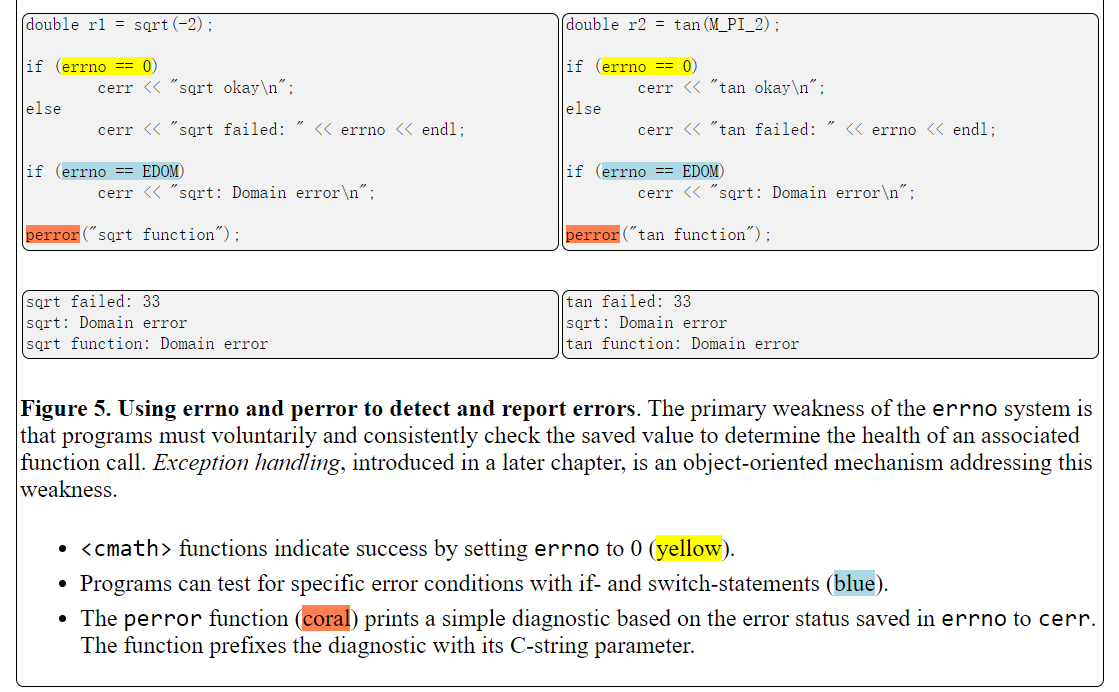 double r1 = sqrt(-2);
if (errno == 0)
cerr << "sqrt okay\n";
else
cerr << "sqrt failed: " << errno << endl;
if (errno == EDOM)
cerr << "sqrt: Domain error\n";
perror("sqrt function");
double r2 = tan(M_PI_2);
if (errno == 0)
cerr << "tan okay\n";
else
cerr << "tan failed: " << errno << endl;
if (errno == EDOM)
cerr << "sqrt: Domain error\n";
perror("tan function");
sqrt failed: 33
sqrt: Domain error
sqrt function: Domain error
tan failed: 33
sqrt: Domain error
tan function: Domain error
Figure 5. Using errno and perror to detect and report errors. The primary weakness of the errno system is
that programs must voluntarily and consistently check the saved value to determine the health of an associated
function call. Exception handling, introduced in a later chapter, is an object-oriented mechanism addressing this
weakness.
• <cmath> functions indicate success by setting errno to 0 (yellow).
• Programs can test for specific error conditions with if- and switch-statements (blue).
• The perror function (coral) prints a simple diagnostic based on the error status saved in errno to cerr.
The function prefixes the diagnostic with its C-string parameter.